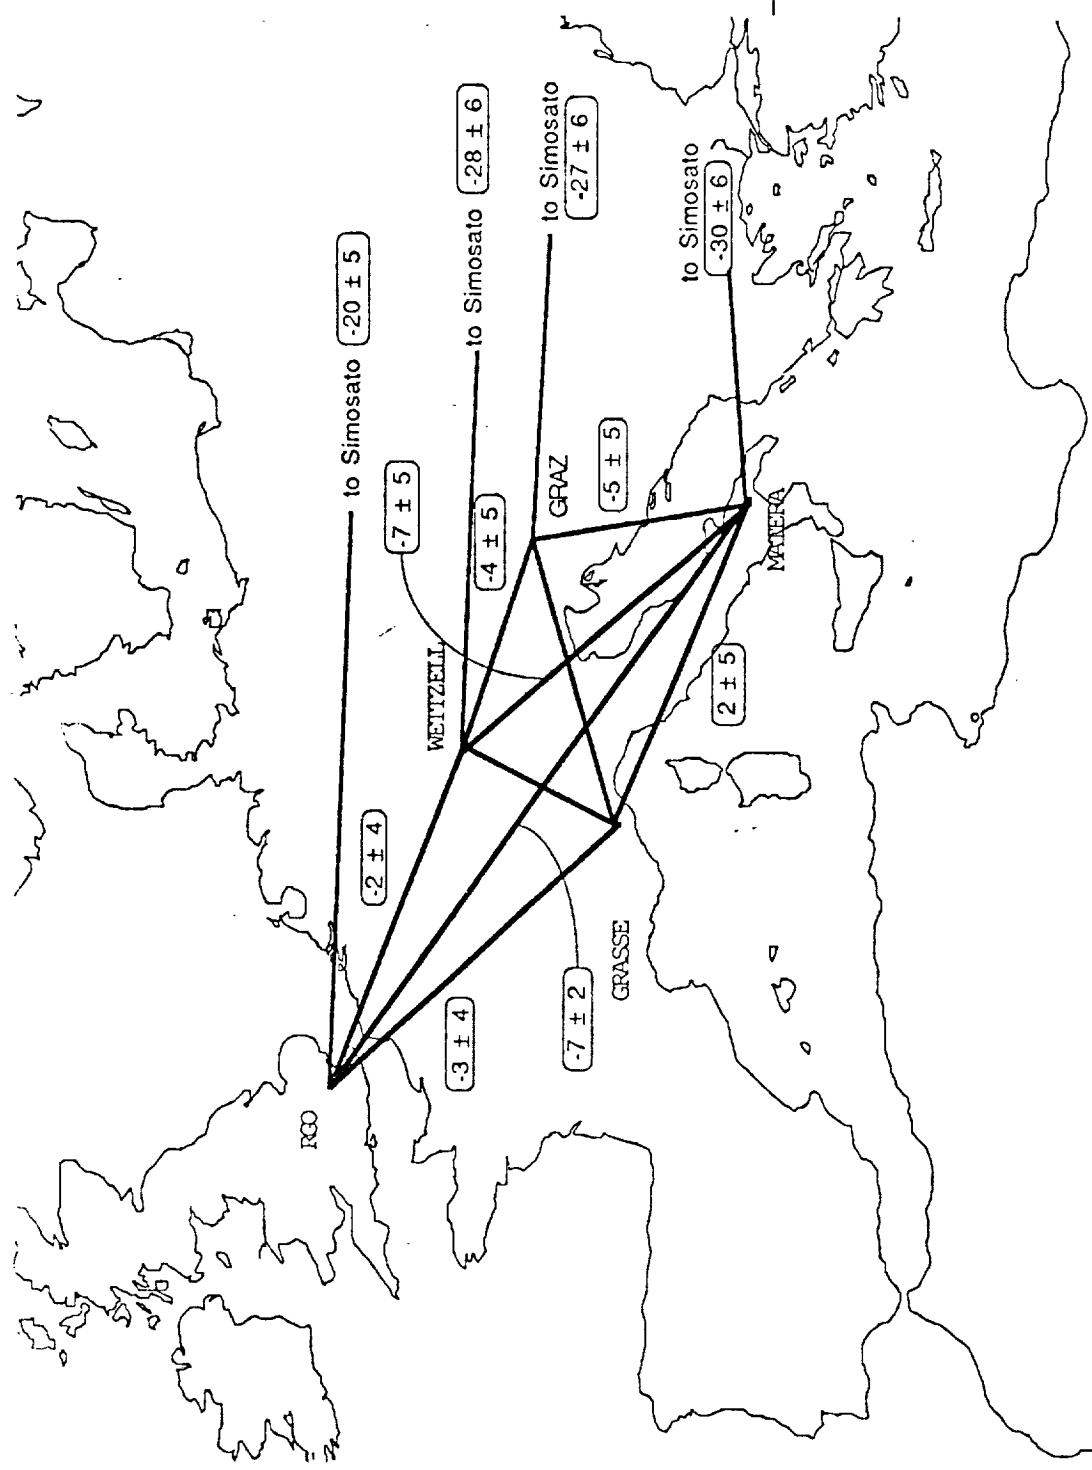 to Simosato -20 ± 5
to Simosato -28 ± 6
to Simosato
-27 ± 6
to Simosato
-30 ± 6
-7 ± 5
-4 ± 5
GRAZ
-5 ± 5
WETTZELL
MATERA
2 ± 5
-2 ± 4
GRASSE
-7 ± 2
-3 ± 4
RGO